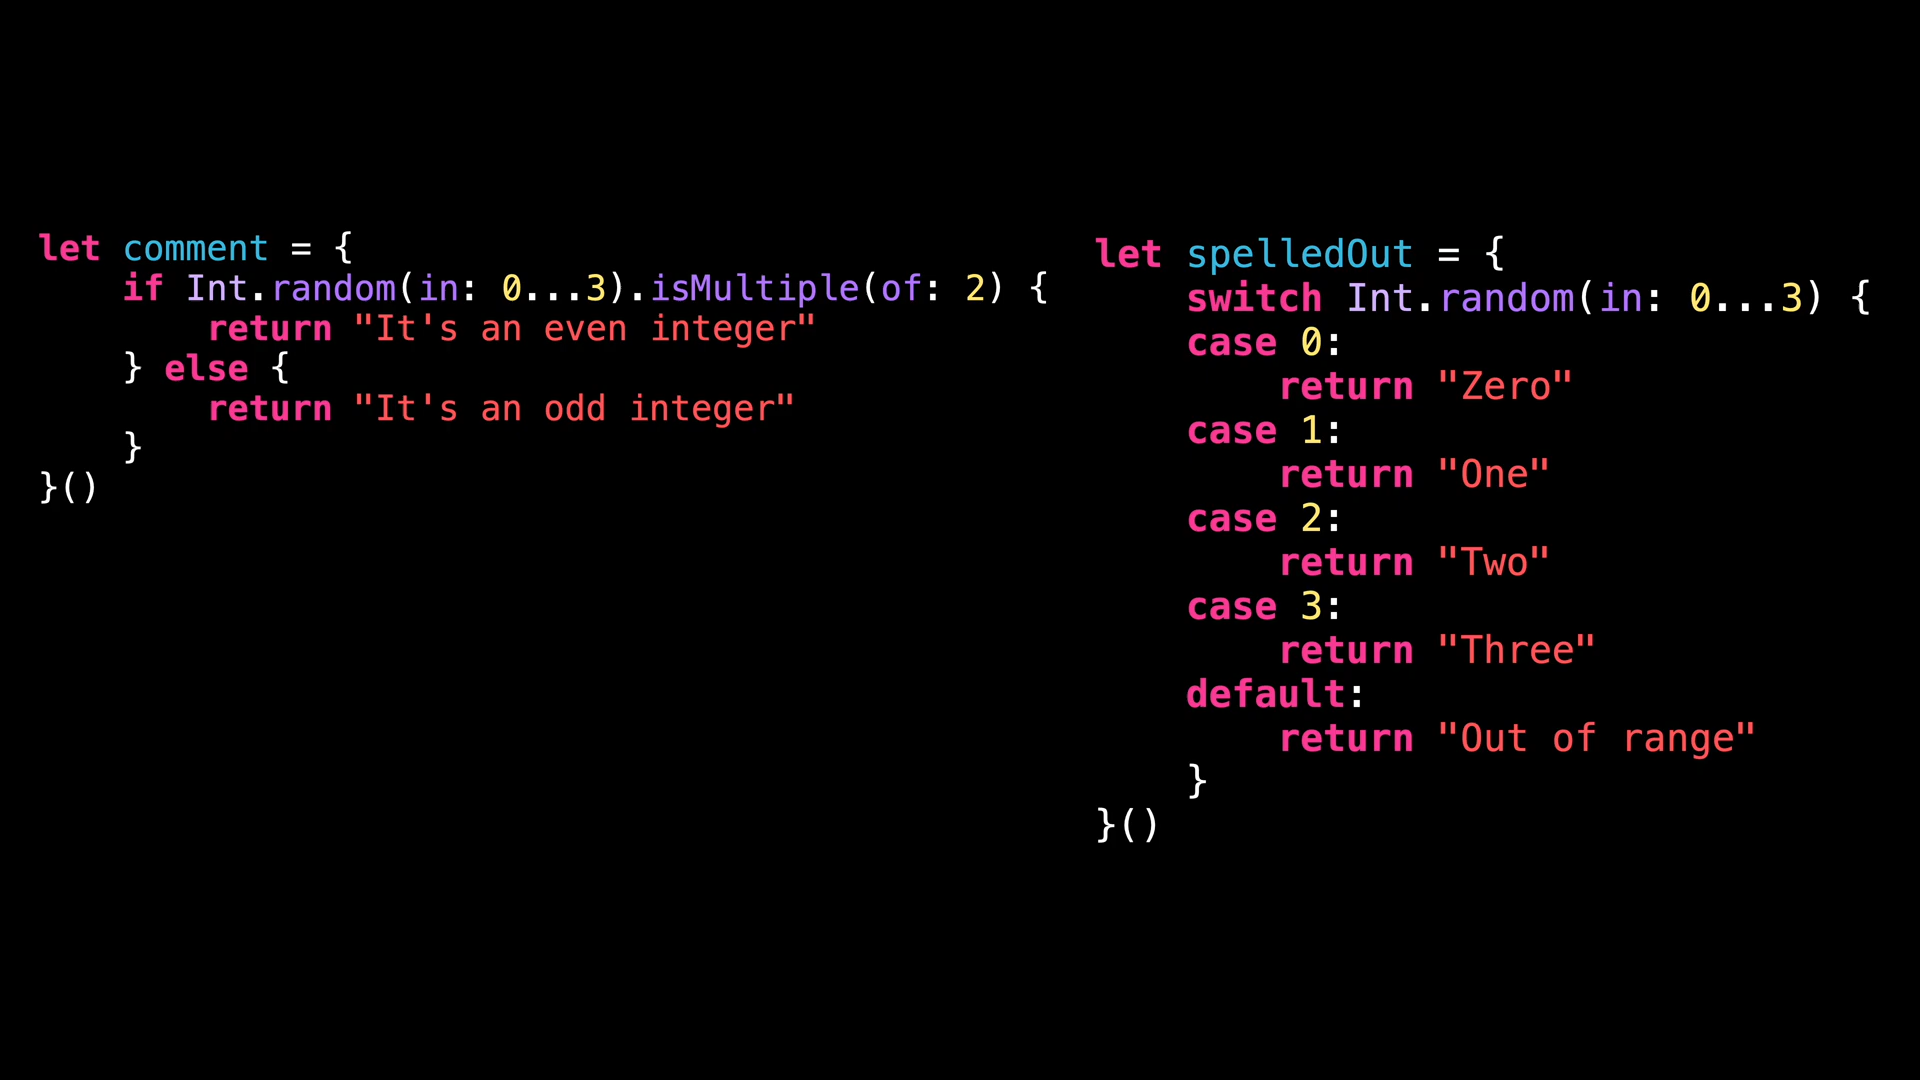 let comment = {
    if Int.random(in: 0...3).isMultiple(of: 2) {
        return "It's an even integer"
    } else {
        return "It's an odd integer"
    }
}()
let spelledOut = {
    switch Int.random(in: 0...3) {
    case 0:
        return "Zero"
    case 1:
        return "One"
    case 2:
        return "Two"
    case 3:
        return "Three"
    default:
        return "Out of range"
    }
}()